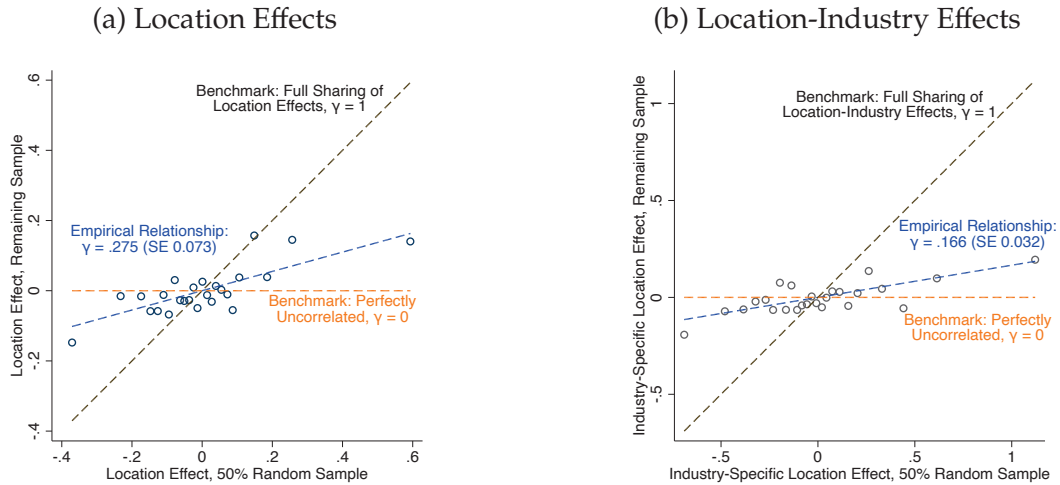 (a) Location Effects
Location Effect, Remaining Sample
.6
.4
.2
0
-.2
-.4
Benchmark: Full Sharing of
Location Effects, γ = 1
Empirical Relationship:
γ = .275 (SE 0.073)
Benchmark: Perfectly
Uncorrelated, γ = 0
-.4
-.2
0
.2
.4
.6
Location Effect, 50% Random Sample
(b) Location-Industry Effects
Industry-Specific Location Effect, Remaining Sample
1
.5
0
-.5
Benchmark: Full Sharing of
Location-Industry Effects, γ = 1
Empirical Relationship:
γ = .166 (SE 0.032)
Benchmark: Perfectly
Uncorrelated, γ = 0
-.5
0
.5
1
Industry-Specific Location Effect, 50% Random Sample